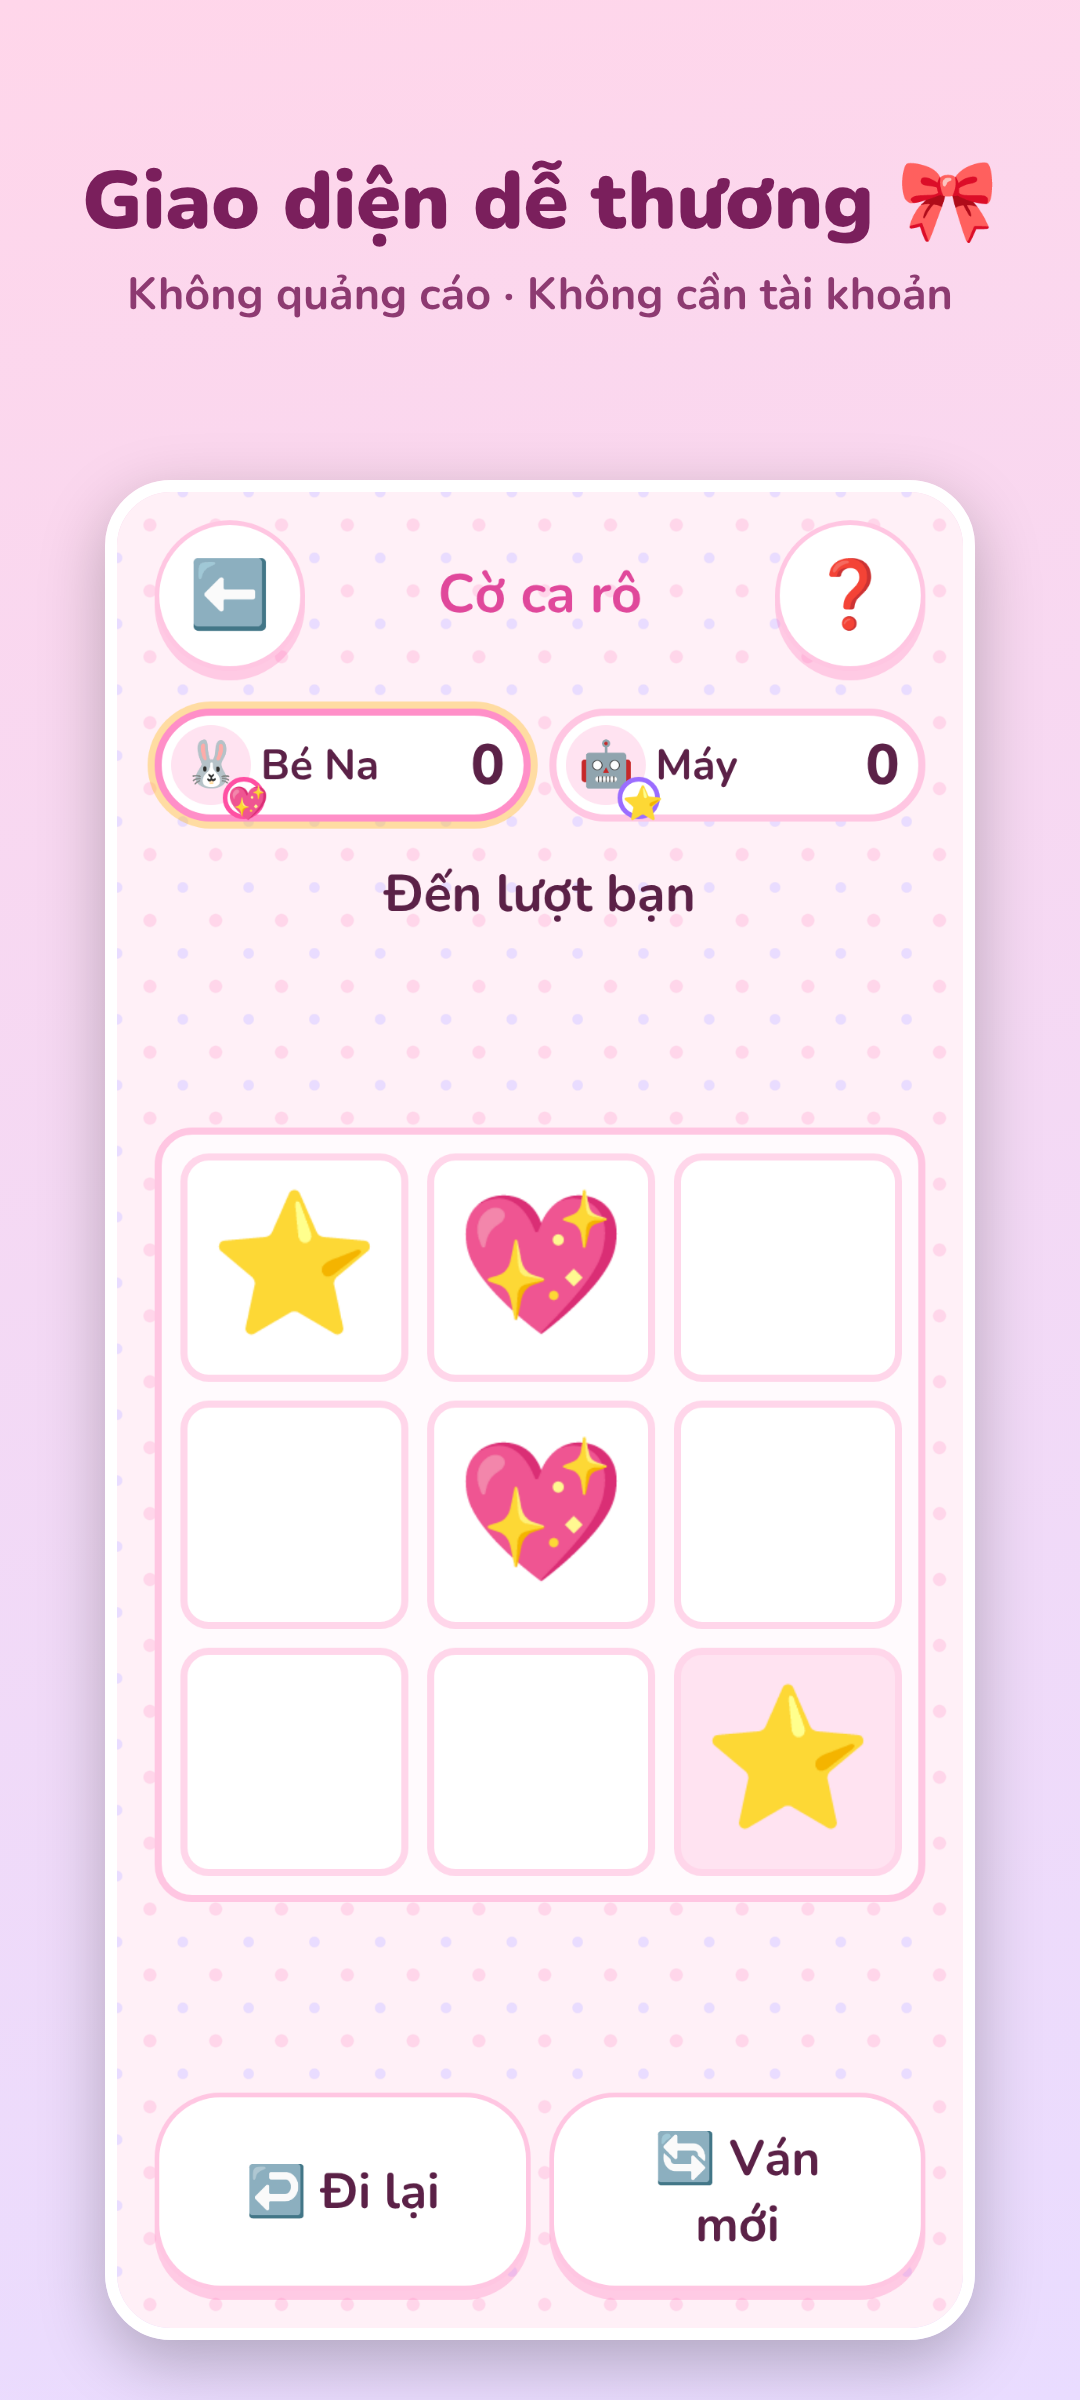 Giao diện dễ thương
Không quảng cáo · Không cần tài khoản
Cờ ca rô
Bé Na 0
Máy 0
Đến lượt bạn
Đi lại
Ván
mới